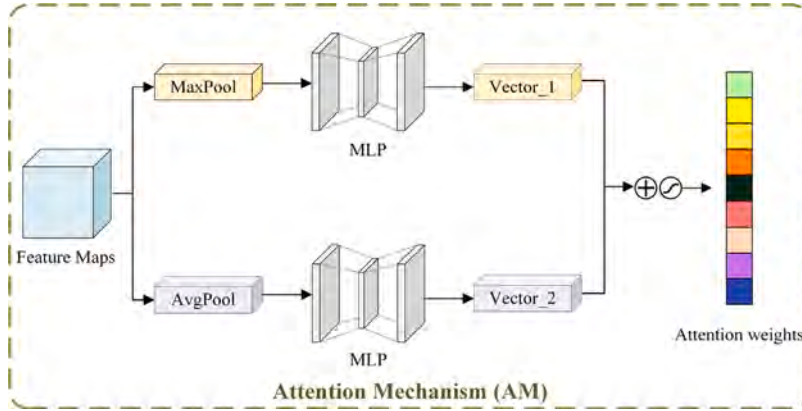 MaxPool
MLP
Vector_1
Feature Maps
AvgPool
MLP
Vector_2
Attention weights
Attention Mechanism (AM)